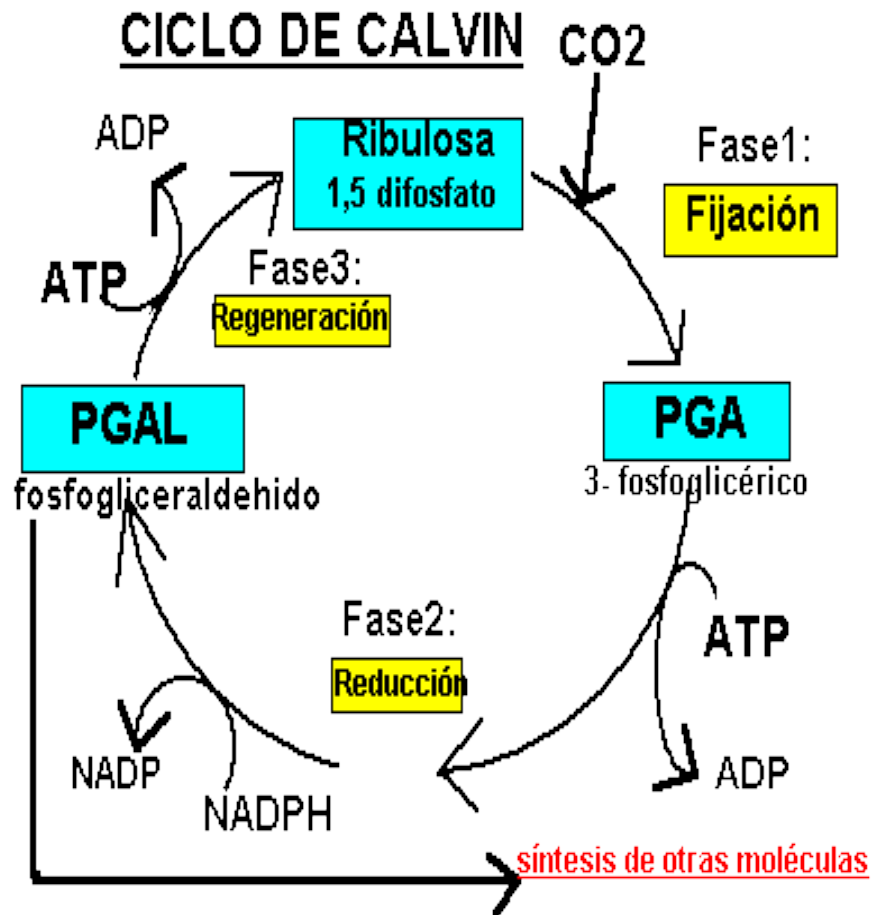 CICLO DE CALVIN
CO2
ADP
Ribulosa
1,5 difosfato
Fase1:
Fijación
ATP
Fase3:
Regeneración
PGAL
fosfogliceraldehido
PGA
3- fosfoglicérico
Fase2:
Reducción
ATP
NADP
NADPH
ADP
síntesis de otras moléculas